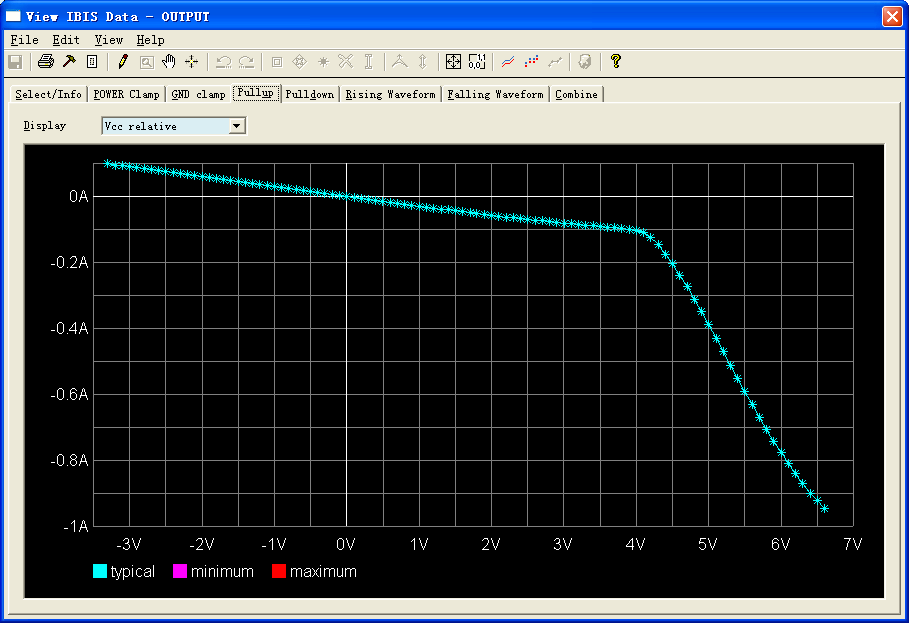 View IBIS Data - OUTPUT
File Edit View Help
Select/Info POWER Clamp GND clamp Pullup Pulldown Rising Waveform Falling Waveform Combine
Display Vcc relative
0A
-0.2A
-0.4A
-0.6A
-0.8A
-1A
-3V -2V -1V 0V 1V 2V 3V 4V 5V 6V 7V
typical minimum maximum